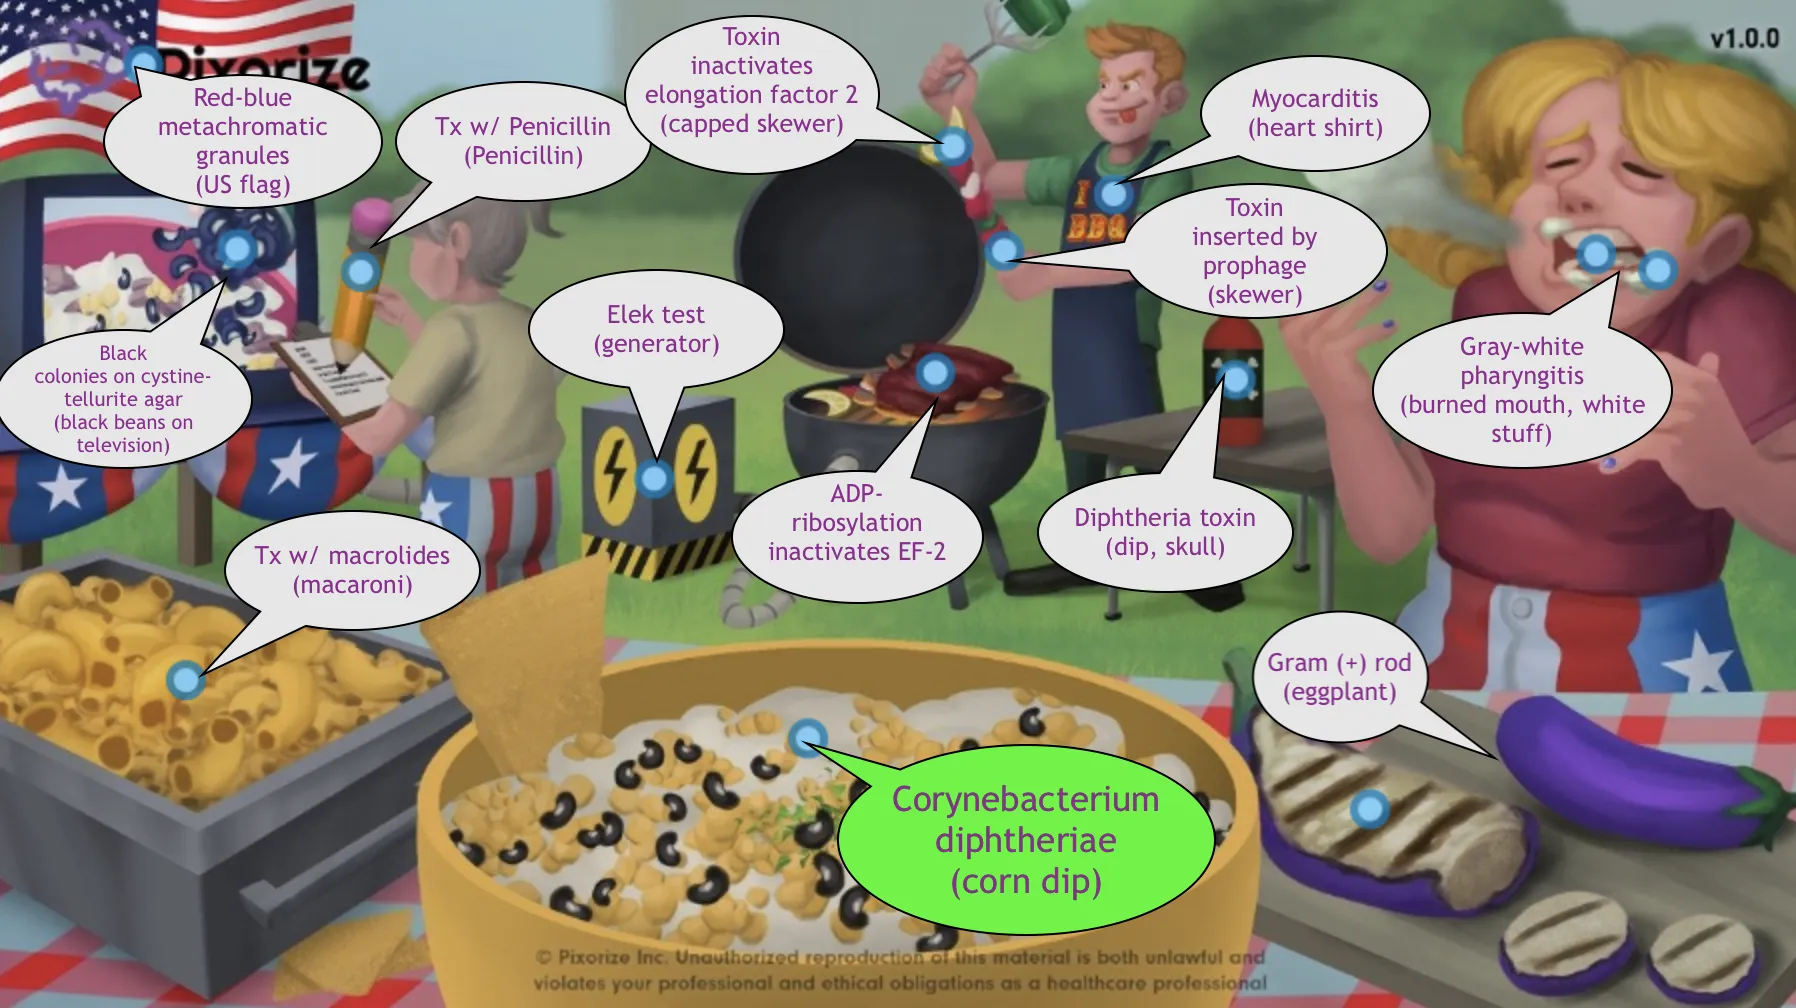 Pixorize
v1.0.0
Red-blue
metachromatic
granules
(US flag)
Tx w/ Penicillin
(Penicillin)
Toxin
inactivates
elongation factor 2
(capped skewer)
Myocarditis
(heart shirt)
I
BBQ
Toxin
inserted by
prophage
(skewer)
Black
colonies on cystine-
tellurite agar
(black beans on
television)
Elek test
(generator)
Gray-white
pharyngitis
(burned mouth, white
stuff)
ADP-
ribosylation
inactivates EF-2
Diphtheria toxin
(dip, skull)
Tx w/ macrolides
(macaroni)
Gram (+) rod
(eggplant)
Corynebacterium
diphtheriae
(corn dip)
© Pixorize Inc. Unauthorized reproduction of this material is both unlawful and
violates your professional and ethical obligations as a healthcare professional